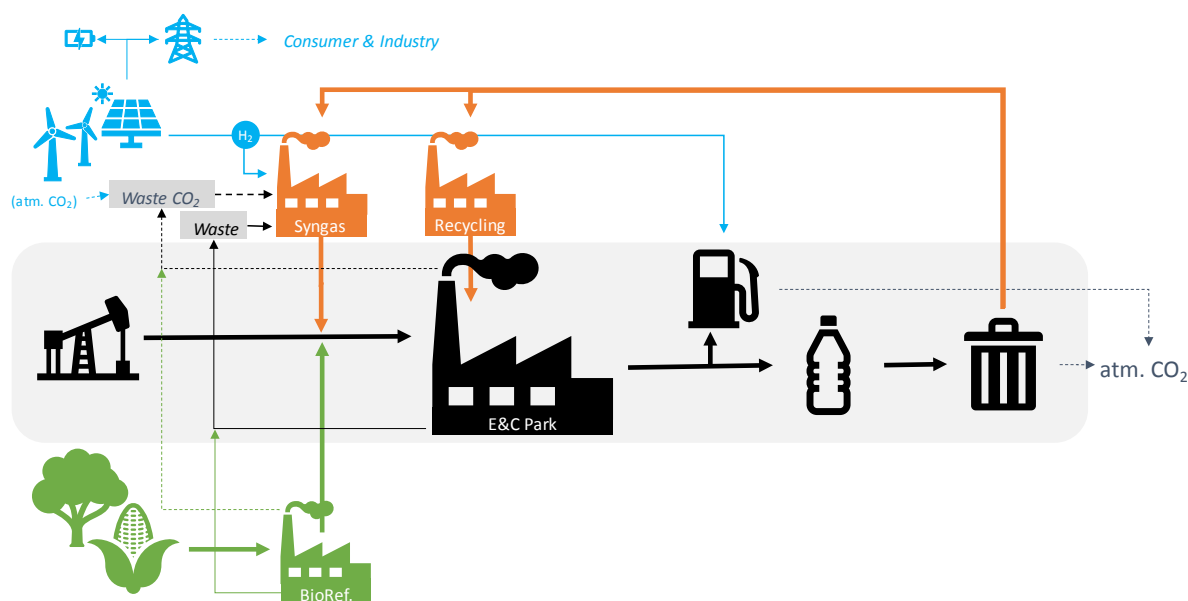 Consumer & Industry
H₂
(atm. CO₂)
Waste CO₂
Waste
Syngas
Recycling
E&C Park
atm. CO₂
BioRef.